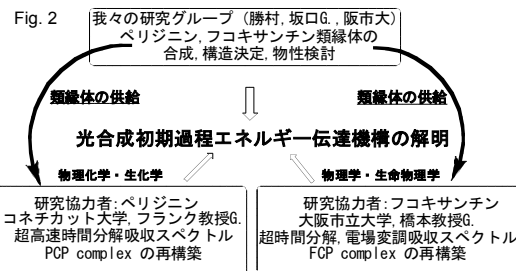 Fig. 2
我々の研究グループ（勝村, 坂口G., 阪市大）
ペリジニン, フコキサンチン類縁体の
合成, 構造決定, 物性検討
類縁体の供給
類縁体の供給
光合成初期過程エネルギー伝達機構の解明
物理化学・生化学
物理学・生命物理学
研究協力者：ペリジニン
コネチカット大学, フランク教授G.
超高速時間分解吸収スペクトル
PCP complex の再構築
研究協力者：フコキサンチン
大阪市立大学, 橋本教授G.
超時間分解, 電場変調吸収スペクトル
FCP complex の再構築